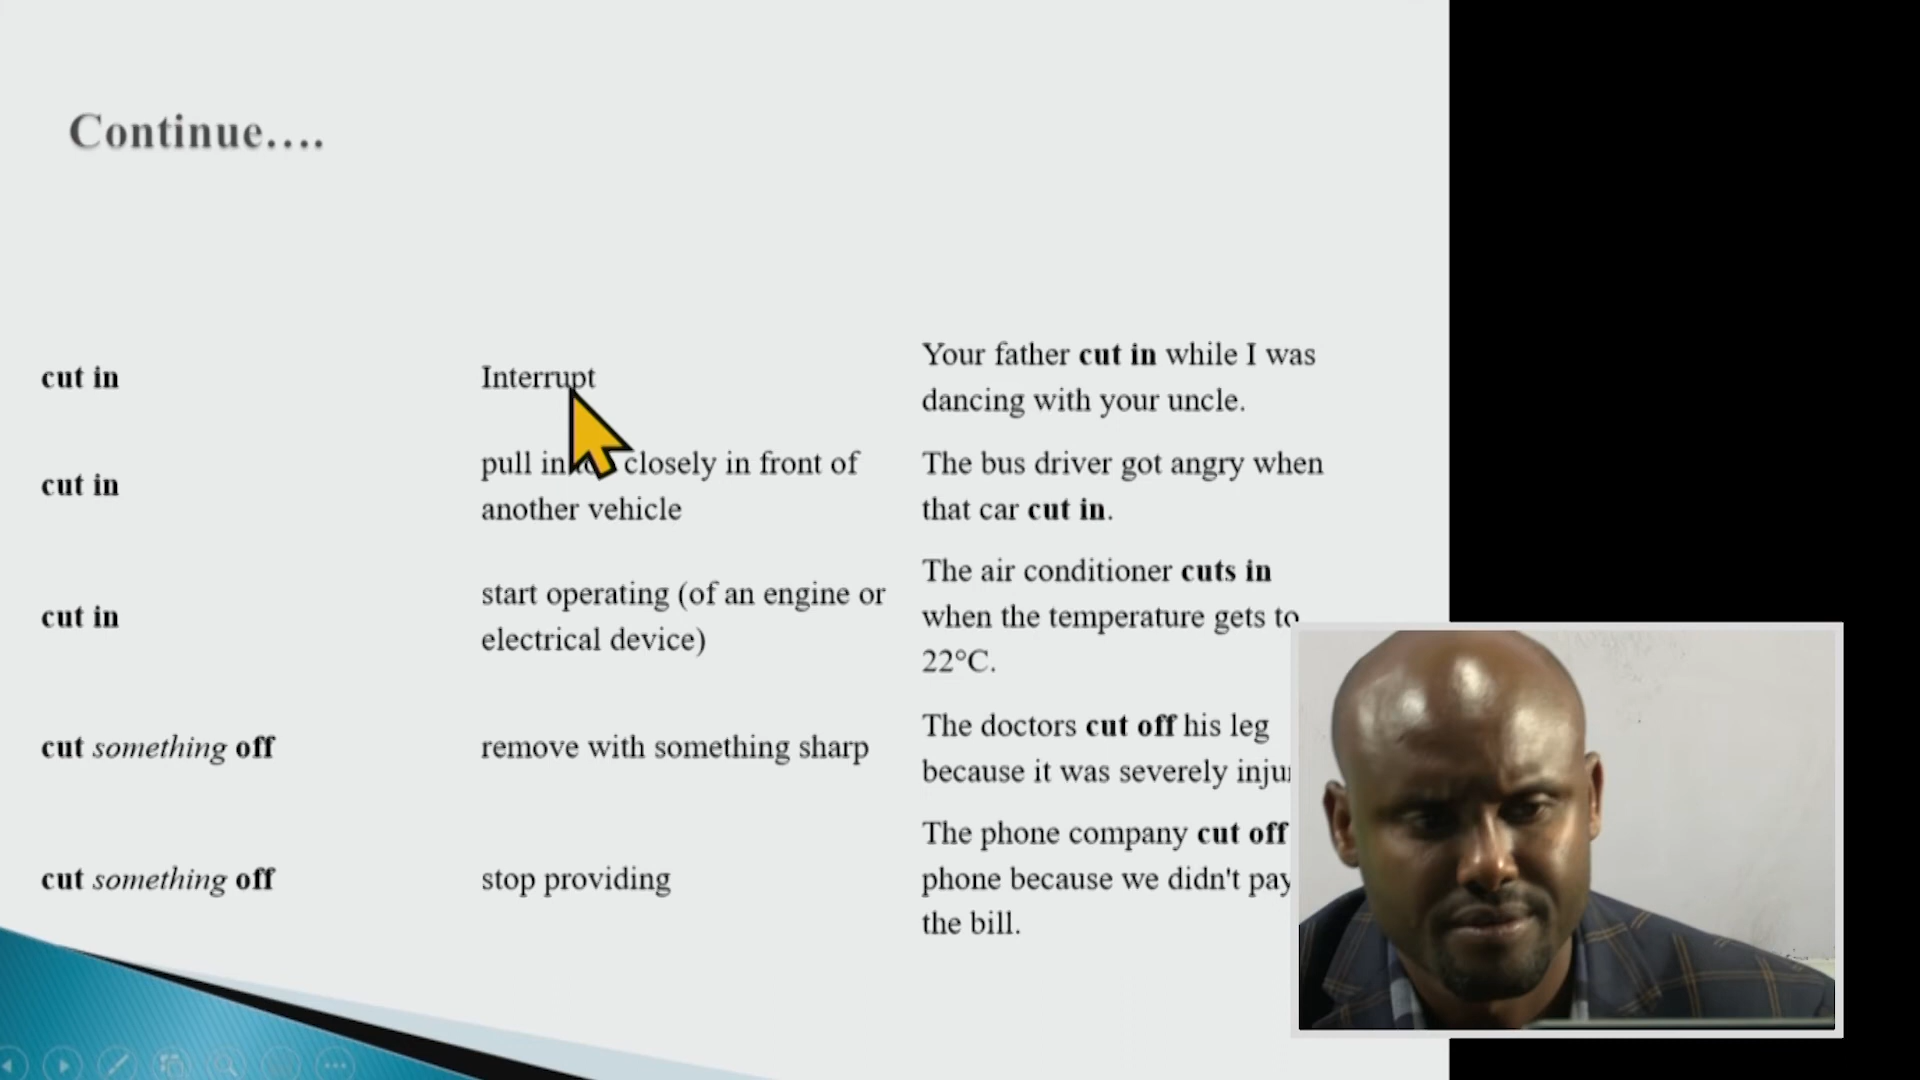 Continue....
cut in
Interrupt
Your father cut in while I was
dancing with your uncle.
cut in
pull in closely in front of
another vehicle
The bus driver got angry when
that car cut in.
cut in
start operating (of an engine or
electrical device)
The air conditioner cuts in
when the temperature gets to
22°C.
cut something off
remove with something sharp
The doctors cut off his leg
because it was severely
cut something off
stop providing
The phone company cut off
phone because we didn't pay
the bill.